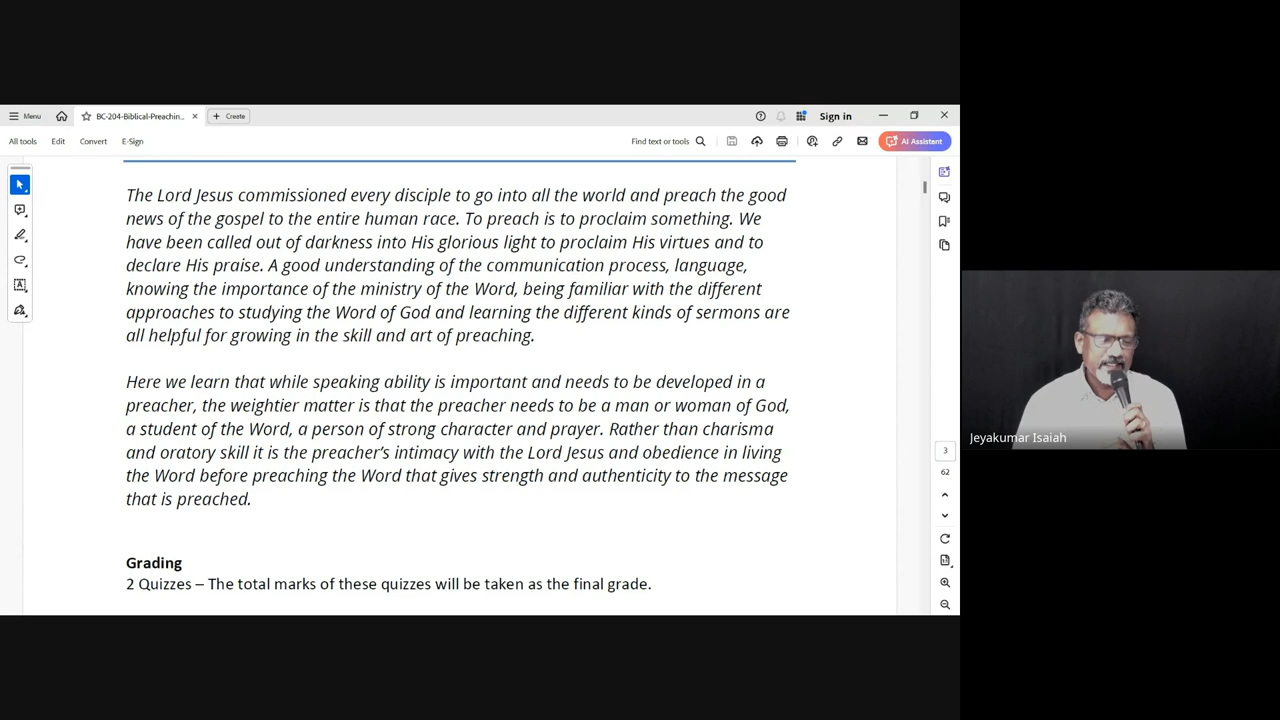 Menu
BC-204-Biblical-Preachin...
Create
Sign in
All tools
Edit
Convert
E-Sign
Find text or tools
AI Assistant
The Lord Jesus commissioned every disciple to go into all the world and preach the good
news of the gospel to the entire human race. To preach is to proclaim something. We
have been called out of darkness into His glorious light to proclaim His virtues and to
declare His praise. A good understanding of the communication process, language,
knowing the importance of the ministry of the Word, being familiar with the different
approaches to studying the Word of God and learning the different kinds of sermons are
all helpful for growing in the skill and art of preaching.
Here we learn that while speaking ability is important and needs to be developed in a
preacher, the weightier matter is that the preacher needs to be a man or woman of God,
a student of the Word, a person of strong character and prayer. Rather than charisma
and oratory skill it is the preacher’s intimacy with the Lord Jesus and obedience in living
the Word before preaching the Word that gives strength and authenticity to the message
that is preached.
Grading
2 Quizzes – The total marks of these quizzes will be taken as the final grade.
3
62
Jeyakumar Isaiah